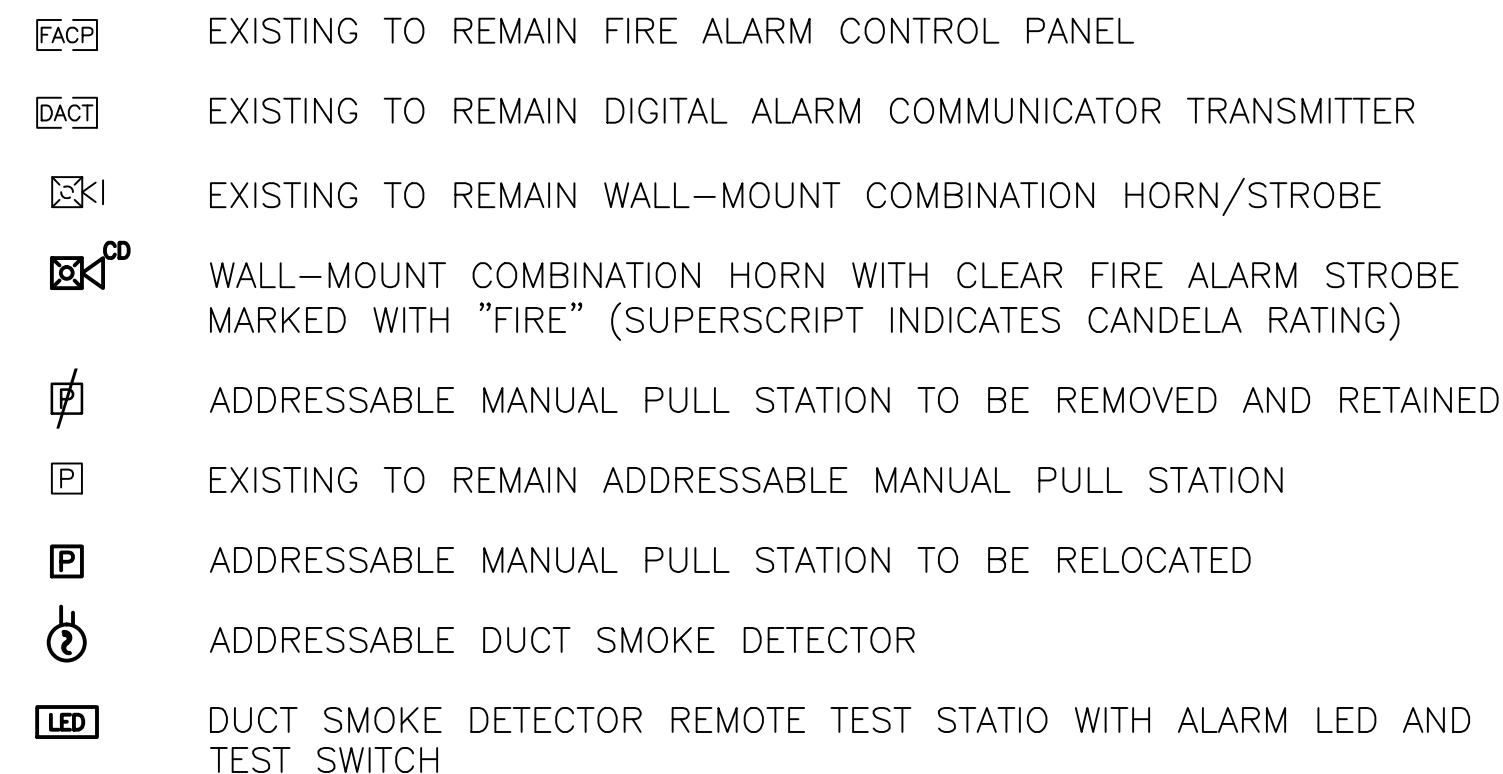 FACP EXISTING TO REMAIN FIRE ALARM CONTROL PANEL
DACT EXISTING TO REMAIN DIGITAL ALARM COMMUNICATOR TRANSMITTER
EXISTING TO REMAIN WALL-MOUNT COMBINATION HORN/STROBE
CD WALL-MOUNT COMBINATION HORN WITH CLEAR FIRE ALARM STROBE
MARKED WITH "FIRE" (SUPERSCRIPT INDICATES CANDELA RATING)
P ADDRESSABLE MANUAL PULL STATION TO BE REMOVED AND RETAINED
P EXISTING TO REMAIN ADDRESSABLE MANUAL PULL STATION
P ADDRESSABLE MANUAL PULL STATION TO BE RELOCATED
ADDRESSABLE DUCT SMOKE DETECTOR
LED DUCT SMOKE DETECTOR REMOTE TEST STATIO WITH ALARM LED AND
TEST SWITCH